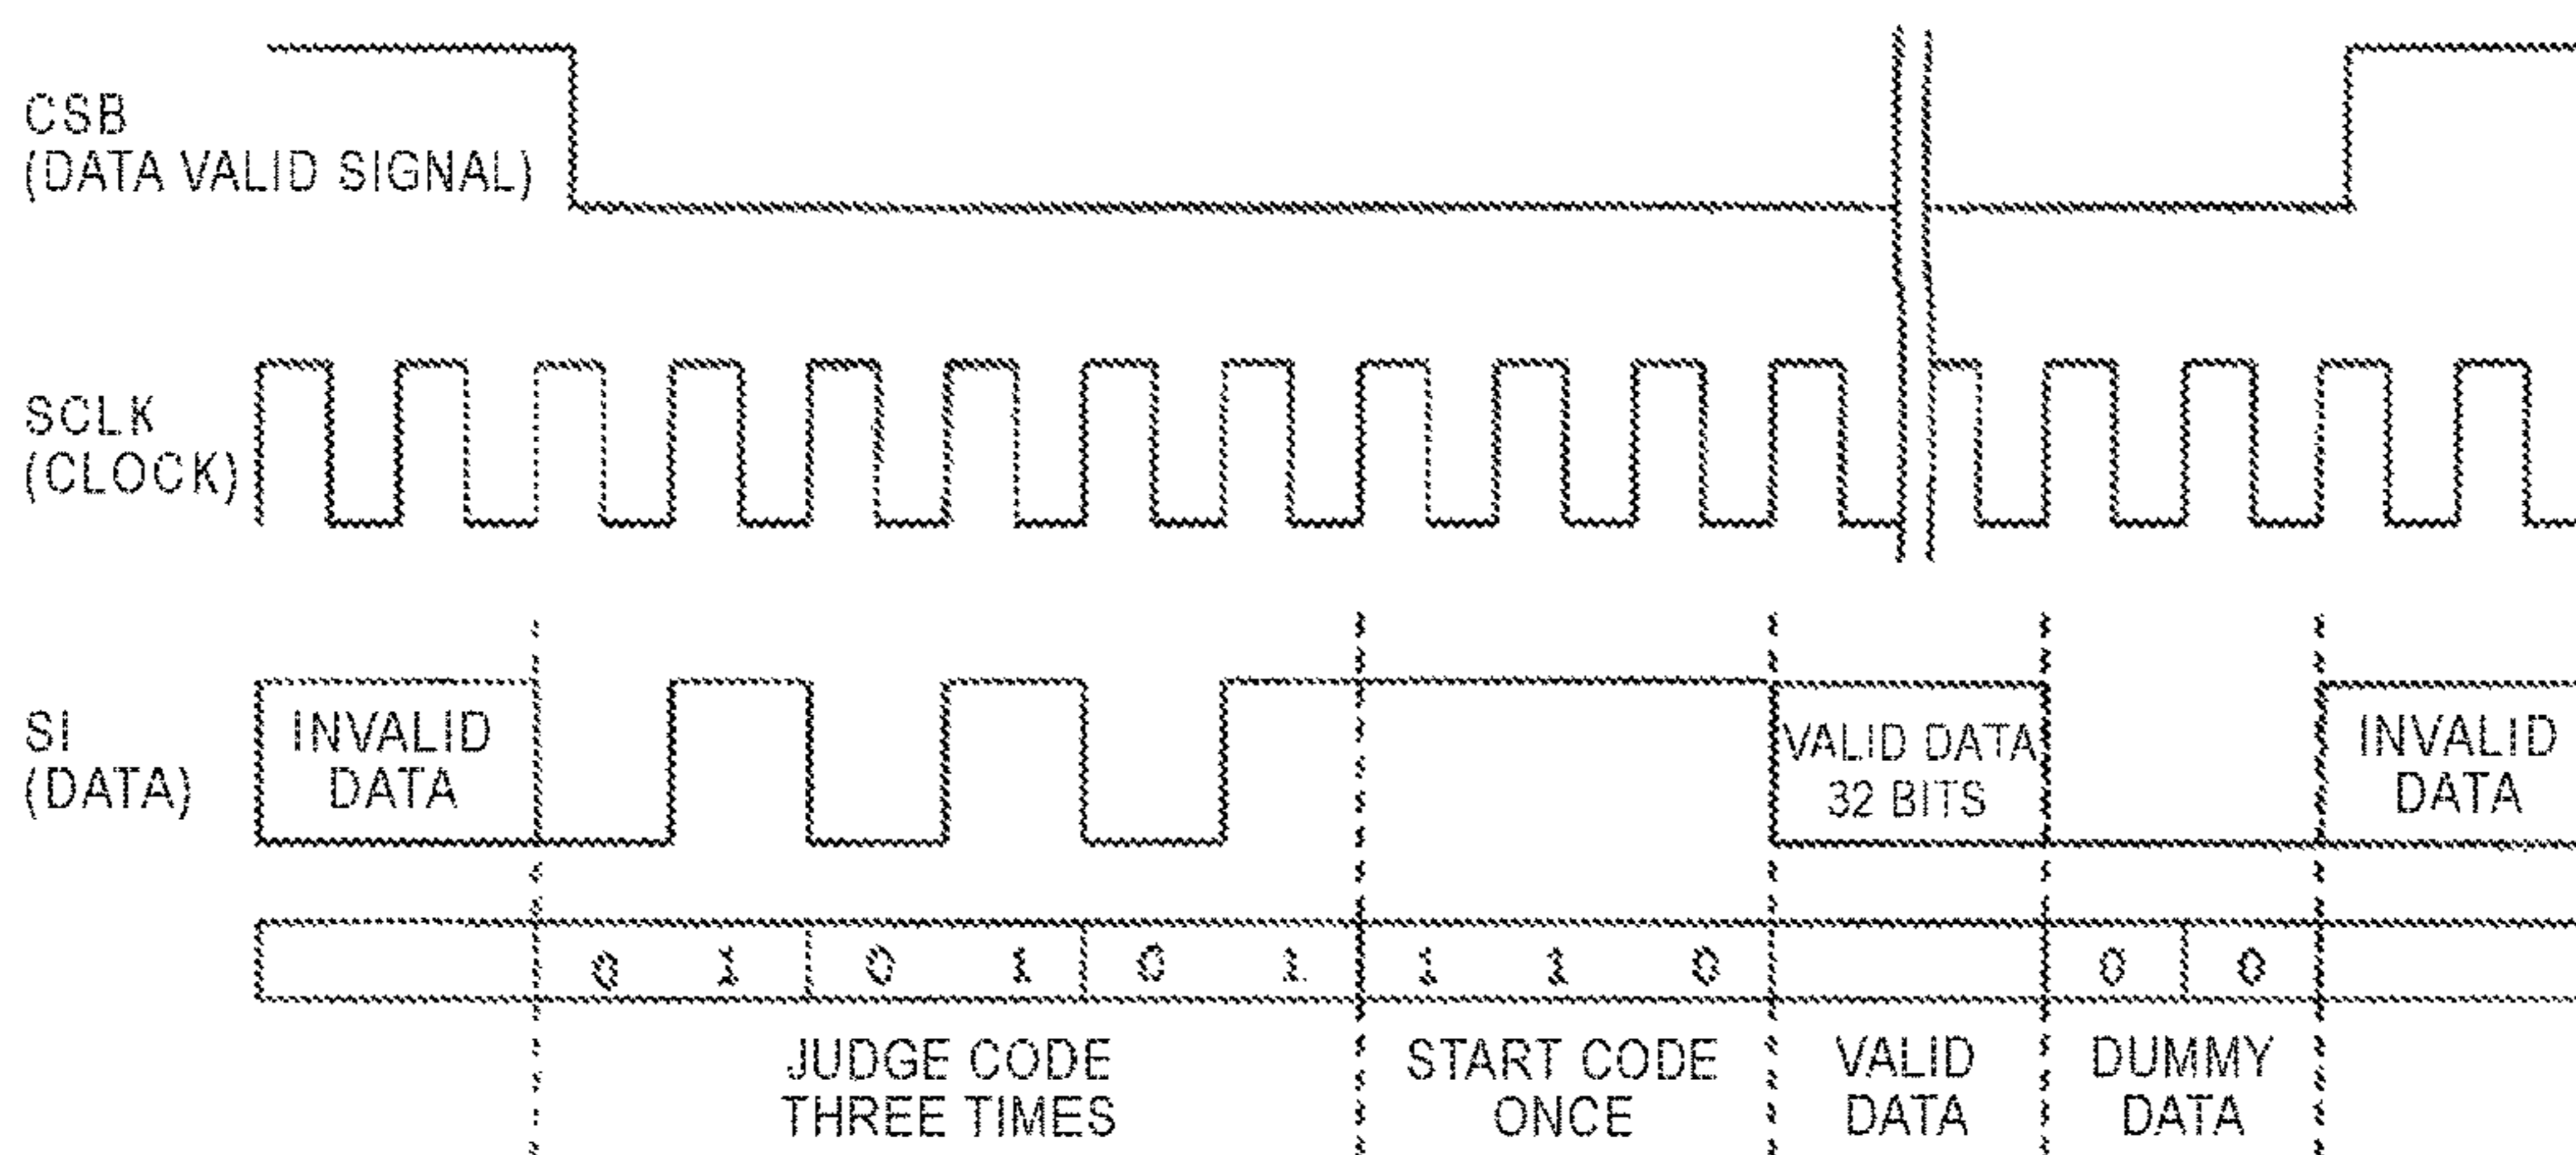 CSB
(DATA VALID SIGNAL)
SCLK
(CLOCK)
SI
(DATA)
INVALID
DATA
VALID DATA
32 BITS
INVALID
DATA
0 1 0 1 0 1 1 1 0 0 0
JUDGE CODE
THREE TIMES
START CODE
ONCE
VALID
DATA
DUMMY
DATA